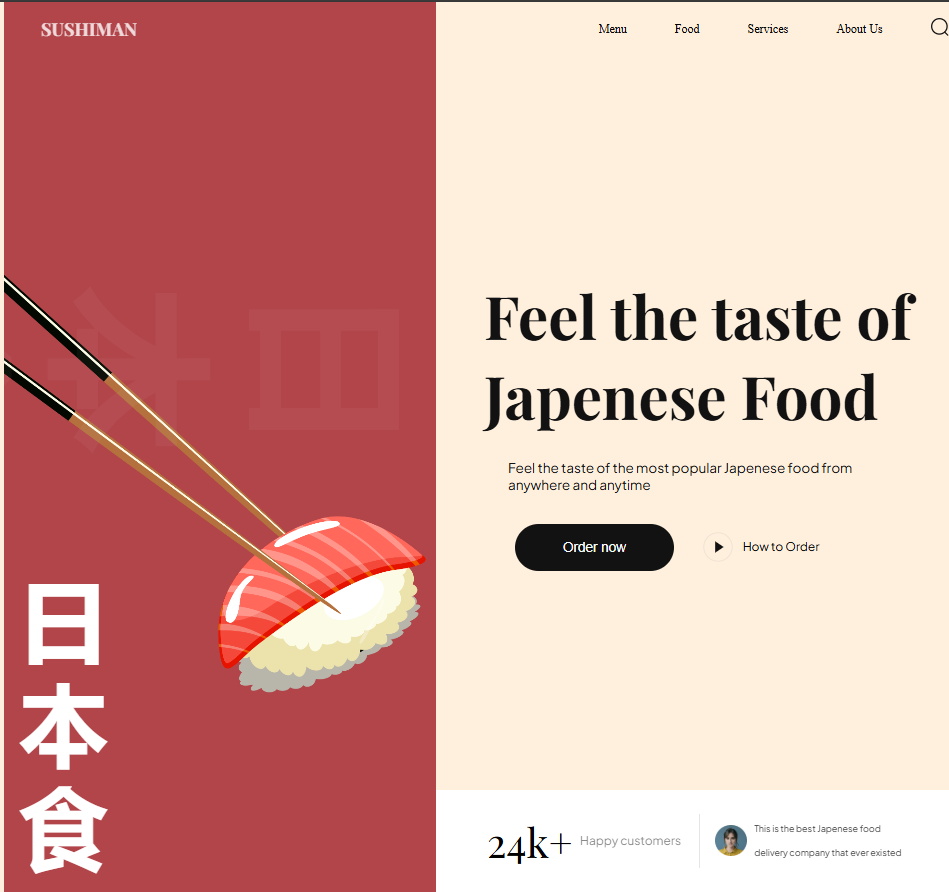 SUSHIMAN
Menu
Food
Services
About Us
日本
Feel the taste of
Japenese Food
Feel the taste of the most popular Japenese food from
anywhere and anytime
Order now
How to Order
日
本
食
24k+
Happy customers
This is the best Japenese food
delivery company that ever existed